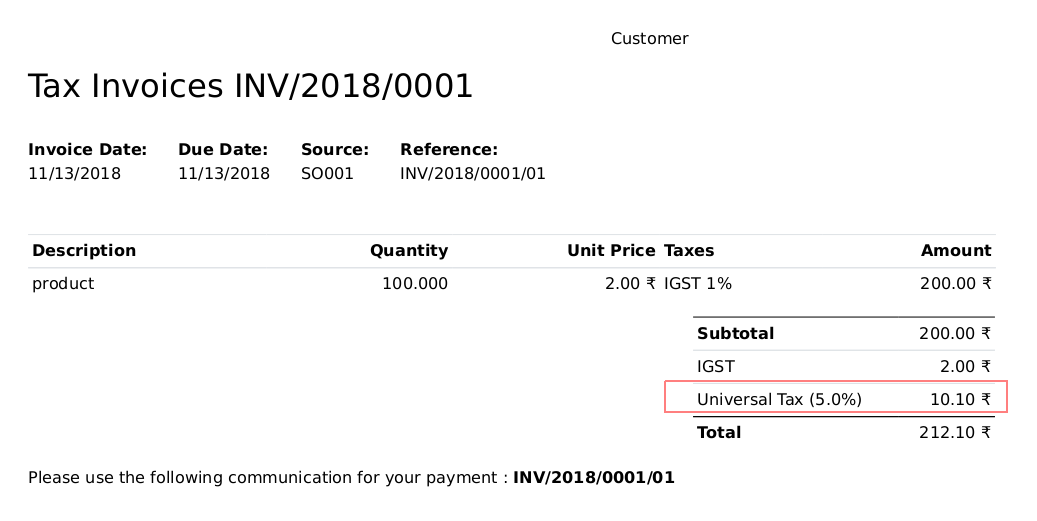 Customer
Tax Invoices INV/2018/0001
Invoice Date: Due Date: Source: Reference:
11/13/2018 11/13/2018 SO001 INV/2018/0001/01
Description Quantity Unit Price Taxes Amount
product 100.000 2.00 ₹ IGST 1% 200.00 ₹
Subtotal 200.00 ₹
IGST 2.00 ₹
Universal Tax (5.0%) 10.10 ₹
Total 212.10 ₹
Please use the following communication for your payment : INV/2018/0001/01